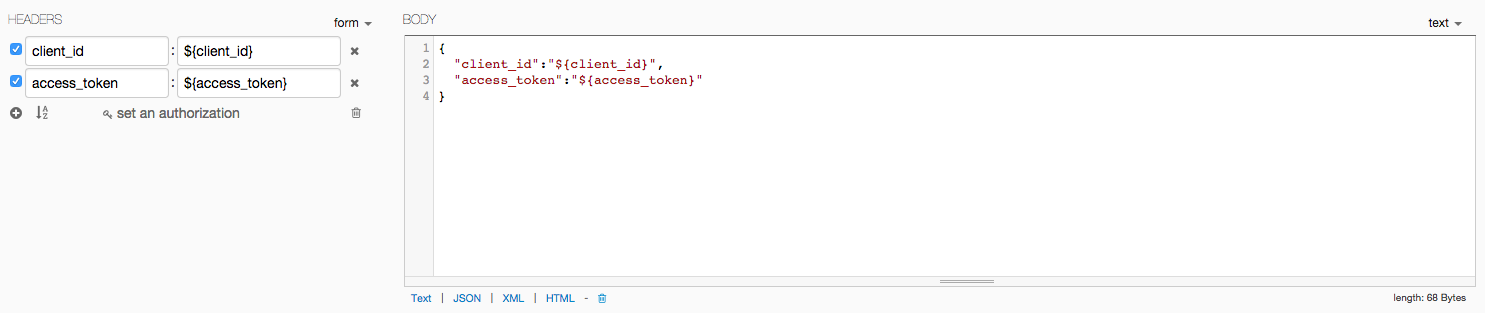 HEADERS
form
client_id : ${client_id}
access_token : ${access_token}
set an authorization
BODY
text
1 {
2 "client_id":"${client_id}",
3 "access_token":"${access_token}"
4 }
Text | JSON | XML | HTML -
length: 68 Bytes